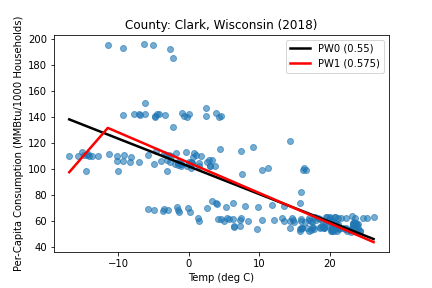 County: Clark, Wisconsin (2018)
PW0 (0.55)
PW1 (0.575)
Per-Capita Consumption (MMBtu/1000 Households)
200
180
160
140
120
100
80
60
40
−10 0 10 20
Temp (deg C)